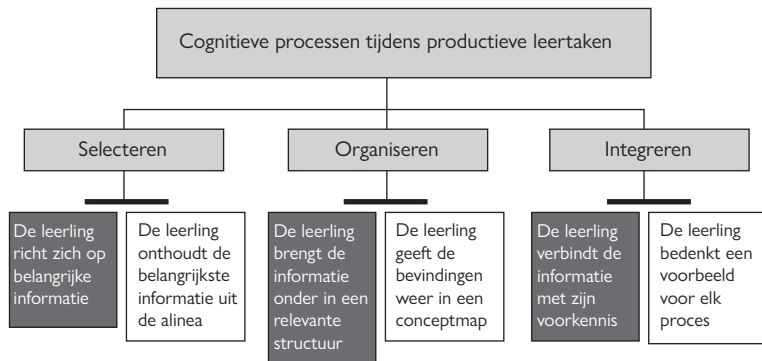 Cognitieve processen tijdens productieve leertaken
Selecteren
Organiseren
Integreren
De leerling
richt zich op
belangrijke
informatie
De leerling
onthoudt de
belangrijkste
informatie uit
de alinea
De leerling
brengt de
informatie
onder in een
relevante
structuur
De leerling
geeft de
bevindingen
weer in een
conceptmap
De leerling
verbindt de
informatie
met zijn
voorkennis
De leerling
bedenkt een
voorbeeld
voor elk
proces